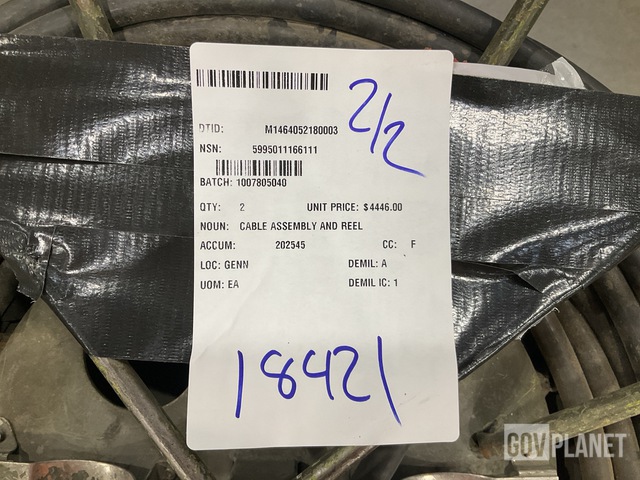 2/2
DTID: M1464052180003
NSN: 5995011166111
BATCH: 1007805040
QTY: 2 UNIT PRICE: $4446.00
NOUN: CABLE ASSEMBLY AND REEL
ACCUM: 202545 CC: F
LOC: GENN DEMIL: A
UOM: EA DEMIL IC: 1
18421
GOVPLANET